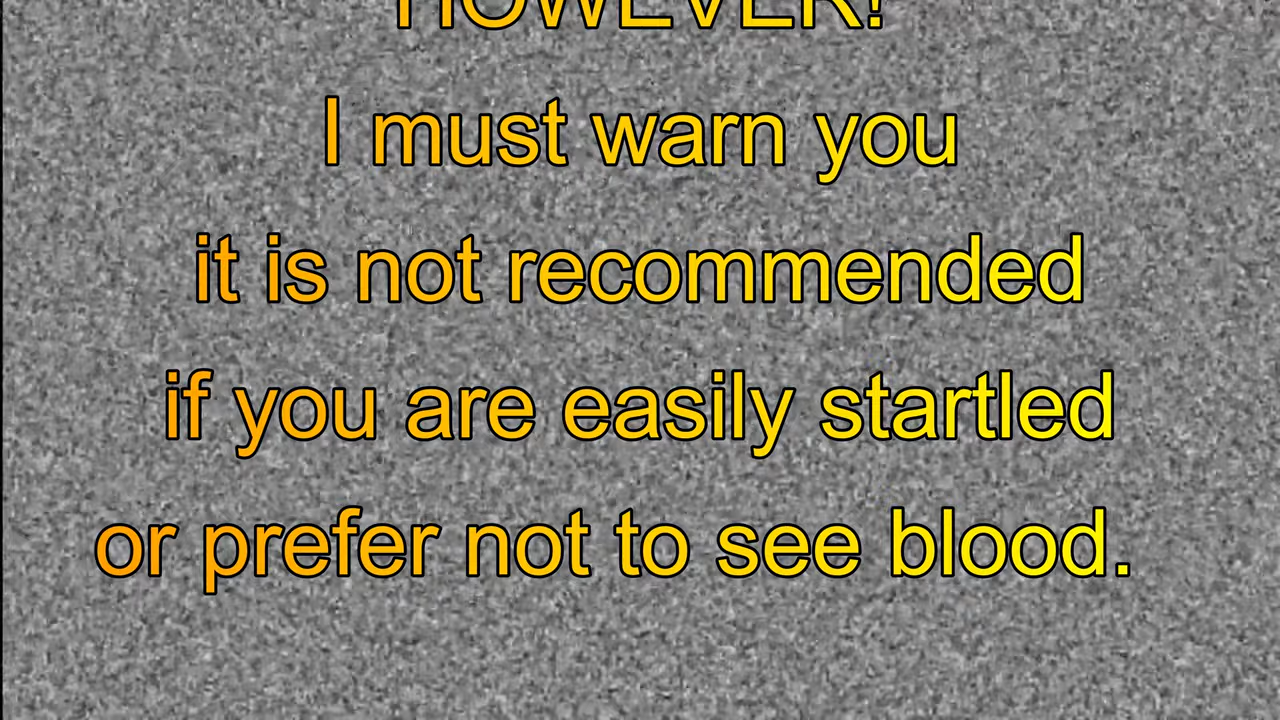 HOWEVER!
I must warn you
it is not recommended
if you are easily startled
or prefer not to see blood.